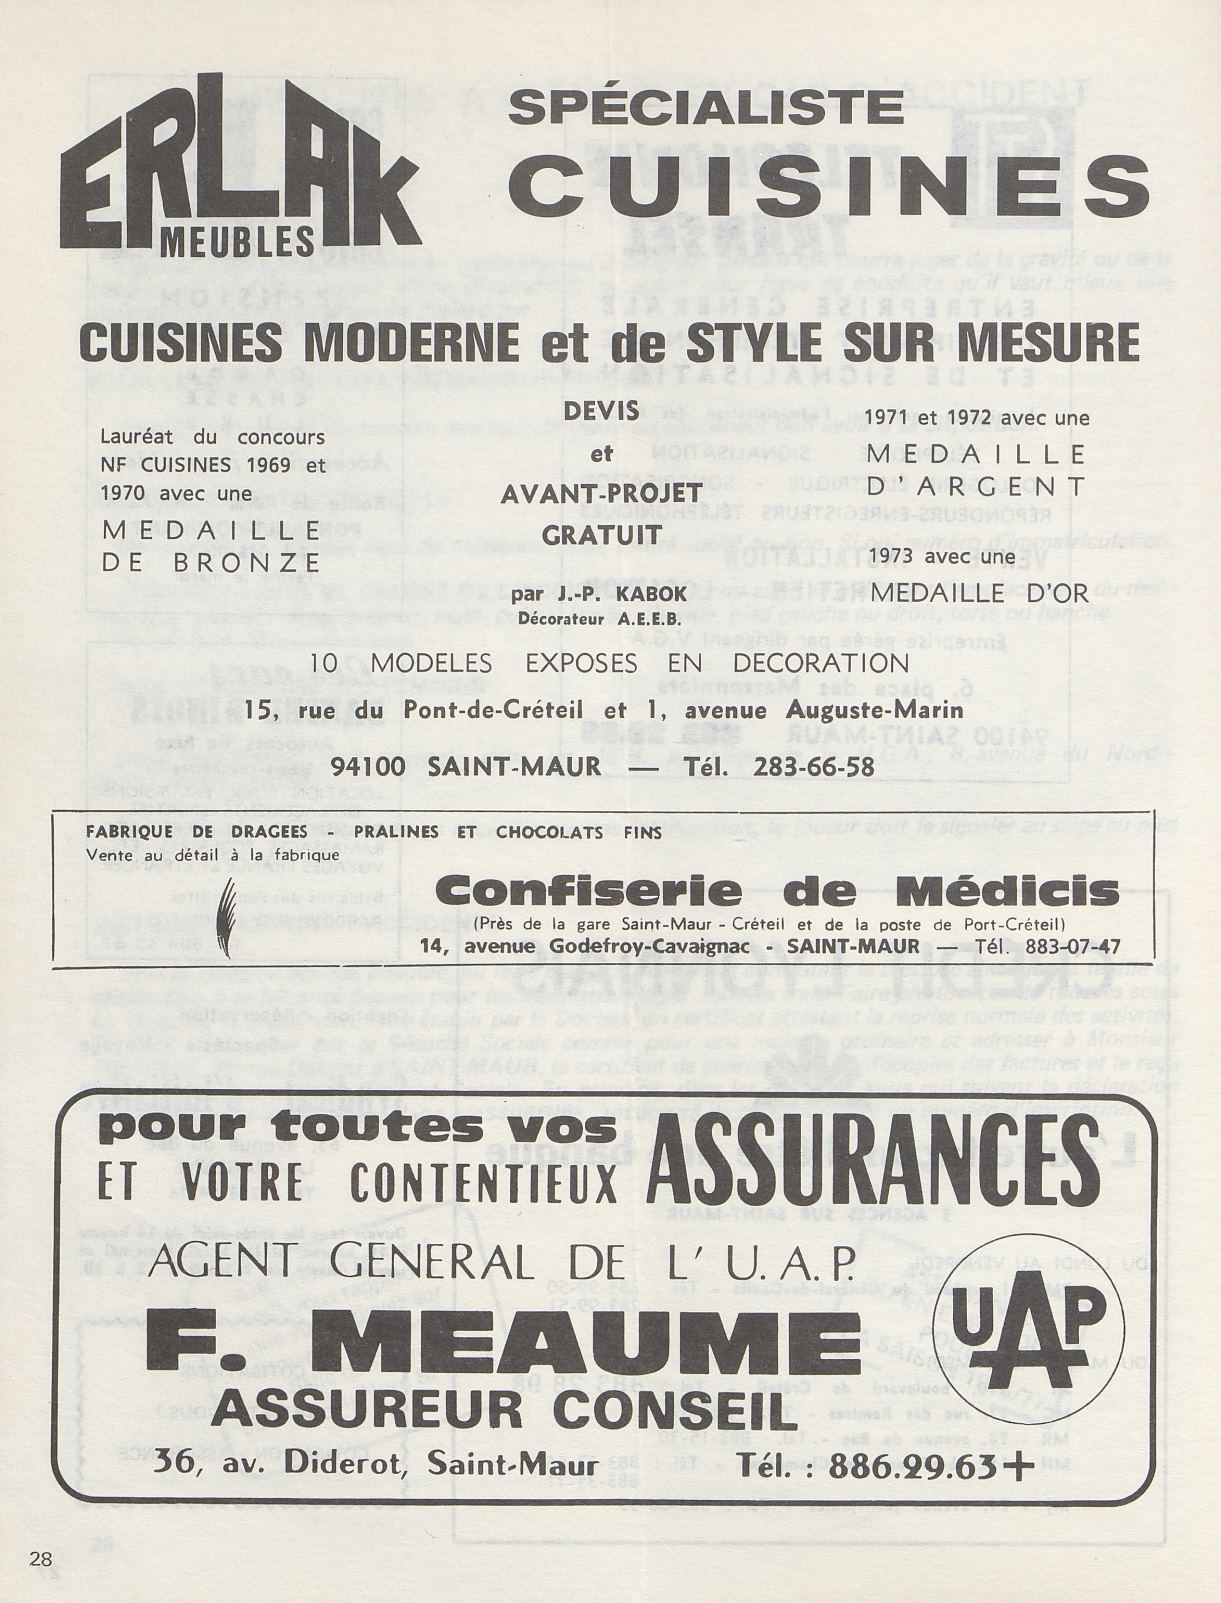 ERLAK
MEUBLES
SPÉCIALISTE
CUISINES
CUISINES MODERNE et de STYLE SUR MESURE
Lauréat du concours
NF CUISINES 1969 et
1970 avec une
MEDAILLE
DE BRONZE
DEVIS
et
AVANT-PROJET
GRATUIT
par J.-P. KABOK
Décorateur A.E.E.B.
1971 et 1972 avec une
MEDAILLE
D'ARGENT
1973 avec une
MEDAILLE D'OR
10 MODELES EXPOSES EN DECORATION
15, rue du Pont-de-Créteil et 1, avenue Auguste-Marin
94100 SAINT-MAUR — Tél. 283-66-58
FABRIQUE DE DRAGEES - PRALINES ET CHOCOLATS FINS
Vente au détail à la fabrique
Confiserie de Médicis
(Près de la gare Saint-Maur - Créteil et de la poste de Port-Créteil)
14, avenue Godefroy-Cavaignac - SAINT-MAUR — Tél. 883-07-47
pour toutes vos ASSURANCES
ET VOTRE CONTENTIEUX
AGENT GENERAL DE L'U.A.P.
F. MEAUME
ASSUREUR CONSEIL
UAP
36, av. Diderot, Saint-Maur Tél. : 886.29.63+
28